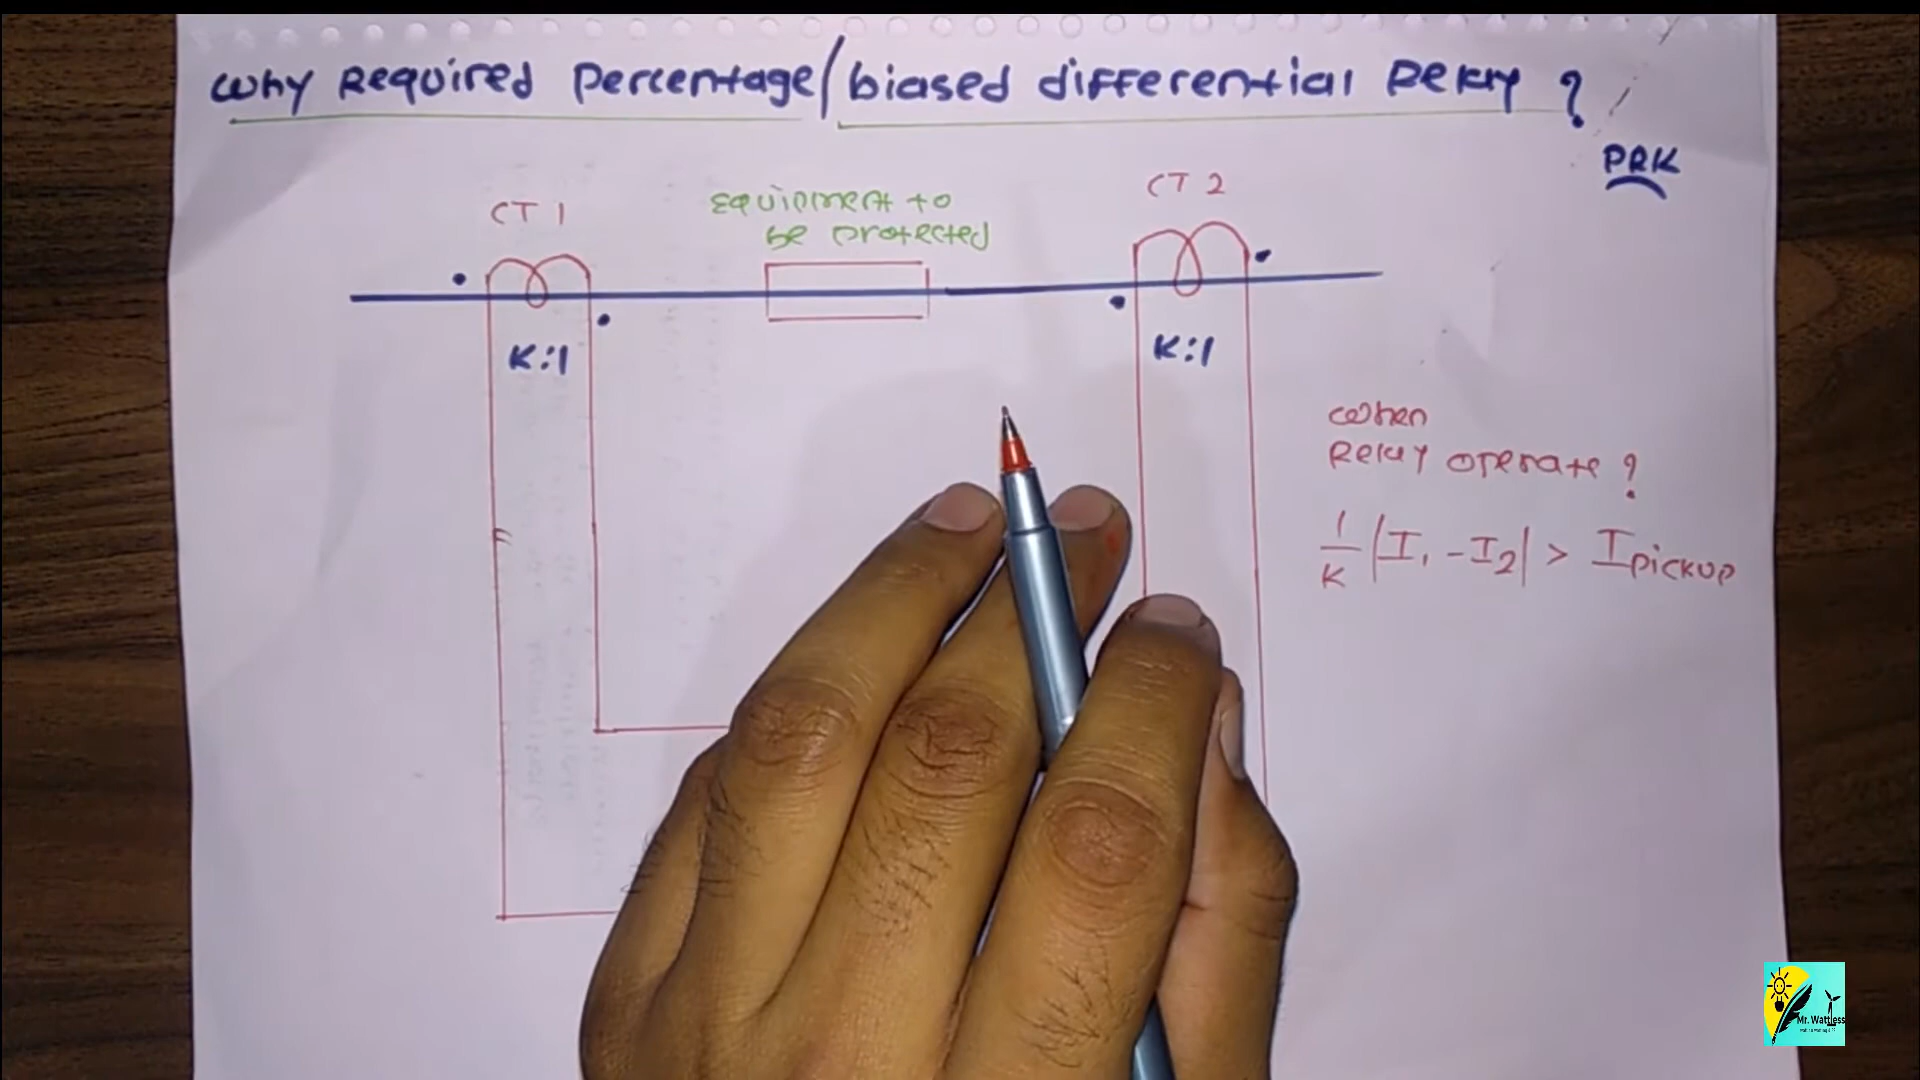 Why Required Percentage/biased differential Relay ?
PRK
CT 1
Equipment to
be protected
CT 2
K:1
K:1
When
Relay operate ?
1/K |I1 - I2| > Ipickup
Mr. Wattless